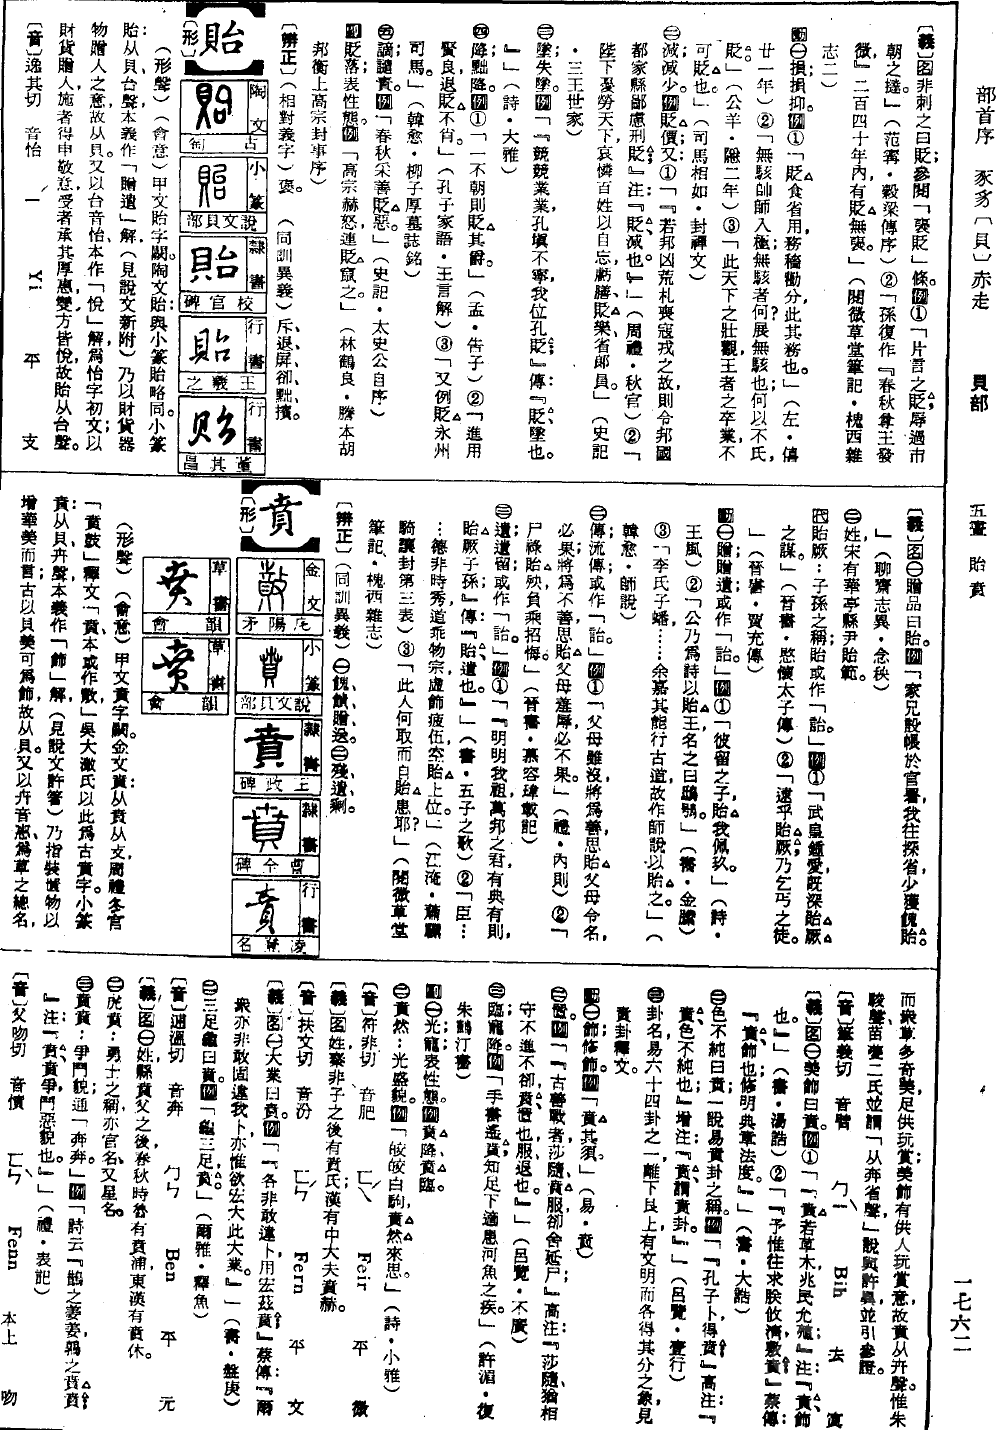 部首序 豕豸〔貝〕赤走 貝部 五畫 貽賁 一七六二
〔義〕图非刺之曰貶參閱「褒貶」條。例①「片言之貶辱過市
朝之撻。」(范寗・穀梁傳序)②「孫復作『春秋尊王發
微』二百四十年內有貶無褒。」(閱微草堂筆記・槐西雜
志二)
動㊀損損抑。例①「貶食省用務穡勸分此其務也。」(左・僖
廿一年)②「無駭帥師入極無駭者何展無駭也何以不氏
貶。」(公羊・隱二年)③「此天下之壯觀王者之卒業不
可貶也。」(司馬相如・封禪文)
㊁減減少。例貶價又:①「『若邦凶荒札喪寇戎之故則令邦國
都家縣鄙慮刑貶。』注:『貶減也。』」(周禮・秋官)②「
陛下憂勞天下哀憐百姓以自忘虧膳貶樂省郎員。」(史記
・三王世家)
㊂墜失墜。例「『兢兢業業孔塡不寧我位孔貶。』傳:『貶墜也。
』」(詩・大雅)
㊃降黜降。例①「一不朝則貶其爵。」(孟・告子)②「進用
賢良退貶不肖。」(孔子家語・王言解)③「又例貶永州
司馬。」(韓愈・柳子厚墓誌銘)
㊄謫譴責。例「春秋采善貶惡。」(史記・太史公自序)
副貶落表性態。例「高宗赫怒連貶竄之。」(林鶴良・謄本胡
邦衡上高宗封事序)
〔辨正〕(相對義字)褒。(同訓異義)斥、退、屛、卻、黜、擯。
〔形〕貽
陶文 古匋
小篆 說文貝部
隸書 校官碑
行書 王羲之
行書 董其昌
(形聲)(會意)甲文貽字闕陶文貽:與小篆貽略同。小篆
貽从貝台聲本義作「贈遺」解(見說文新附)乃以財貨器
物贈人之意故从貝。又以台音怡本作「悅」解爲怡字初文;以
財貨贈人施者得申敬意受者承其厚惠雙方皆悅故貽从台聲。
〔音〕逸其切 音怡 ㄧˊ Yi 平 支
〔義〕图㊀贈品曰貽。例「家兄設帳於官署我往探省少獲餽貽。
」(聊齋志異・念秧)
㊁姓宋有華亭縣尹貽範。
代貽厥:子孫之稱;貽或作「詒。」例①「武皇鍾愛旣深貽厥
之謀。」(晉書・愍懷太子傳)②「遠乎貽厥乃乞丐之徒。
」(晉書・賈充傳)
動㊀贈贈遺或作「詒。」例①「彼留之子貽我佩玖。」(詩・
王風)②「公乃爲詩以貽王名之曰鴟鴞。」(書・金縢)
③「李氏子蟠……余嘉其能行古道故作師說以貽之。」(
韓愈・師說)
㊁傳流傳或作「詒。」例①「父母雖沒將爲善思貽父母令名,
必果;將爲不善思貽父母羞辱必不果。」(禮・內則)②「
尸祿貽殃負乘招悔。」(晉書・慕容暐載記)
㊂遺遺留或作「詒。」例①「『明明我祖萬邦之君有典有則,
貽厥子孫。』傳:『貽遺也。』」(書・五子之歌)②「臣…
…德非時秀道乖物宗虛飾疲伍空貽上位。」(江淹・蕭驃
騎讓封第三表)③「此人何取而自貽患耶?」(閱微草堂
筆記・槐西雜志)
〔辨正〕(同訓異義)㊀餽、饋、贈、送。㊁殘、遺、剩。
〔形〕賁
金文
小篆 說文貝部
隸書 王政碑
隸書 曹全碑
行書
草書 韻會
草書 韻會
(形聲)(會意)甲文賁字闕。金文賁从賁从攴周禮冬官
「賁鼓」釋文「賁本或作𪔵」吳大澂氏以此爲古賁字。小篆
賁:从貝卉聲本義作「飾」解(見說文許箸)乃指裝置物以
增華美而言;古以貝美可爲飾故从貝。又以卉音惠爲草之總名,
而衆草多奇美足供玩賞;賁美飾有供人玩賞意故賁从卉聲。惟朱
駿聲苗夔二氏並謂「从奔省聲」說與許異並引參證。
〔音〕筆義切 音臂 ㄅㄧˋ Bih 去 寘
〔義〕图㊀美飾曰賁。例①「『賁若草木兆民允殖。』注:『賁飾
也。』」(書・湯誥)②「『予惟往求朕攸濟敷賁。』蔡傳:
『賁飾也修明典章法度。』」(書・大誥)
㊁色不純曰賁一說易賁卦之稱。例「『孔子卜得賁。』高注:『
賁色不純也。』增注:『賁謂賁卦。』」(呂覽・壹行)
㊂卦名易六十四卦之一離下艮上有文明而各得其分之象見
賁卦釋文。
動㊀飾修飾。例「賁其須。」(易・賁)
㊁置。例「『古善戰者莎隨賁服卻舍延尸。』高注:『莎隨猶相
守不進不卻賁置也服退也。』」(呂覽・不廣)
㊂臨寵降。例「手書遙賁知足下適患河魚之疾。」(許湄・復
朱鶴汀書)
副㊀光寵表性態。例賁降、賁臨。
㊁賁然:光盛貌。例「皎皎白駒賁然來思。」(詩・小雅)
〔音〕符非切 音肥 ㄈㄟˊ Feir 平 微
〔義〕图姓秦非子之後有賁氏漢有中大夫賁赫。
〔音〕扶文切 音汾 ㄈㄣˊ Fern 平 文
〔義〕图㊀大業曰賁。例「『各非敢違卜用宏茲賁。』蔡傳:『爾
衆亦非敢固違我卜亦惟欲宏大此大業。』」(書・盤庚)
㊁三足龜曰賁。例「龜三足賁。」(爾雅・釋魚)
〔音〕逋溫切 音奔 ㄅㄣ Ben 平 元
〔義〕图㊀姓縣賁父之後春秋時魯有賁浦東漢有賁休。
㊁虎賁:勇士之稱亦官名又星名。
㊂賁賁:爭鬥貌;通「奔奔。」例「詩云『鵲之姜姜鶉之賁賁
。』注:『賁賁爭鬥惡貌也。』」(禮・表記)
〔音〕父吻切 音憤 ㄈㄣˋ Fenn 本上 吻